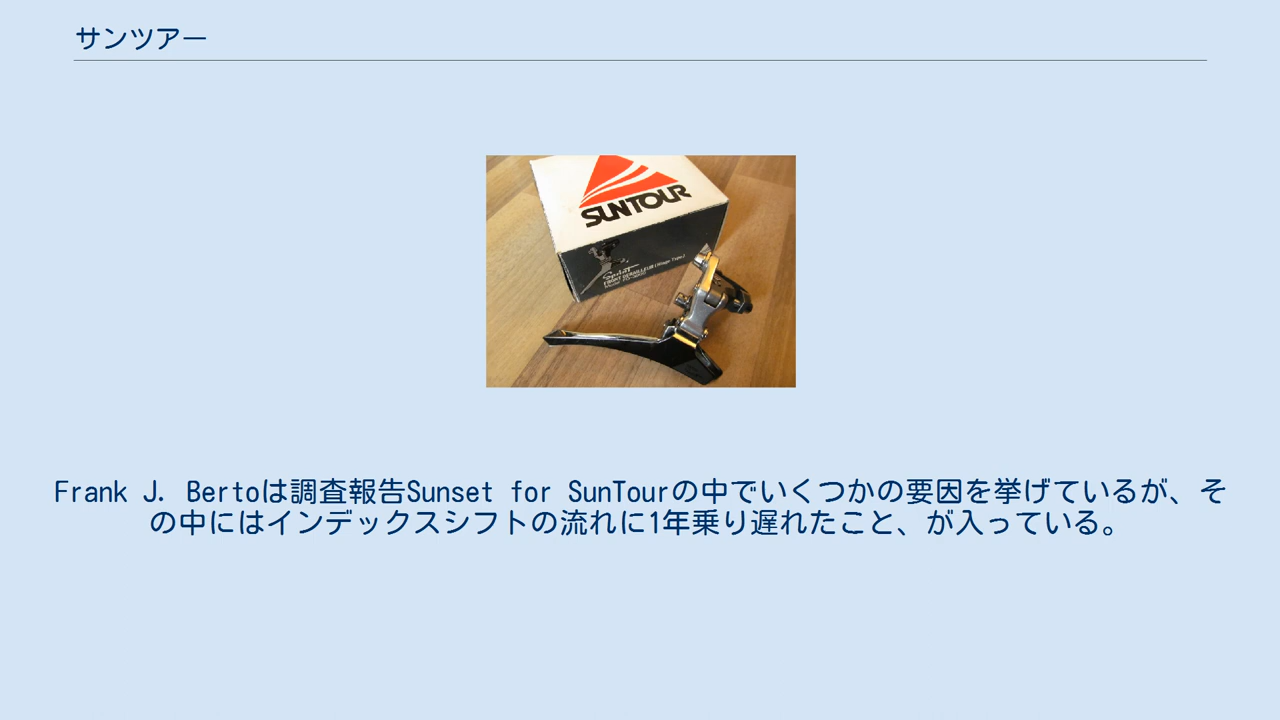 サンツアー
SUNTOUR
Sprint
FRONT DERAILLEUR
Frank J. Bertoは調査報告Sunset for SunTourの中でいくつかの要因を挙げているが、そ
の中にはインデックスシフトの流れに1年乗り遅れたこと、が入っている。